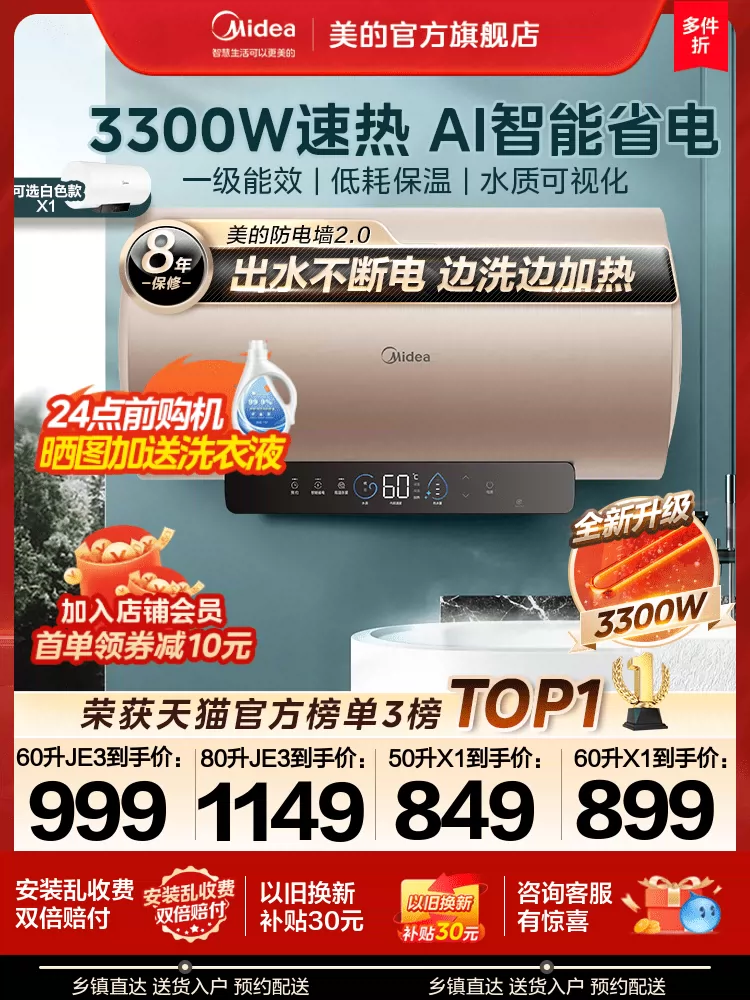 Midea
智慧生活可以更美的
美的官方旗舰店
多件
折
3300W速热 AI智能省电
一级能效 | 低耗保温 | 水质可视化
可选白色款
X1
8年
保修
美的防电墙2.0
出水不断电 边洗边加热
Midea
24点前购机
晒图加送洗衣液
99.9%
60
℃
全新升级
3300W
加入店铺会员
首单领券减10元
荣获天猫官方榜单3榜 TOP1
1
60升JE3到手价：
999
80升JE3到手价：
1149
50升X1到手价：
849
60升X1到手价：
899
安装乱收费
双倍赔付
安装乱收费
双倍赔付
以旧换新
补贴30元
以旧换新
补贴30元
咨询客服
有惊喜
乡镇直达 送货入户 预约配送
乡镇直达 送货入户 预约配送